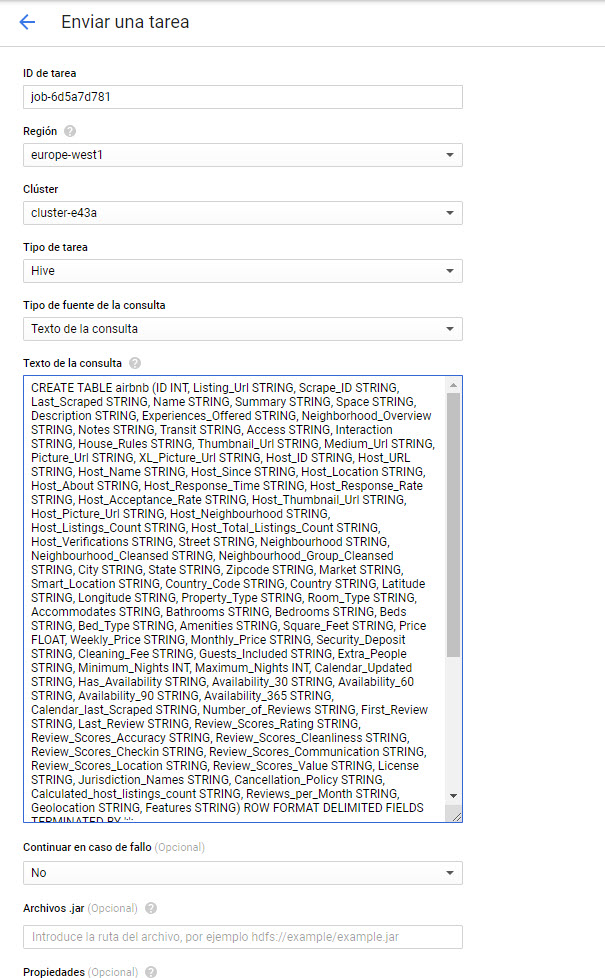 Enviar una tarea
ID de tarea
job-6d5a7d781
Región
europe-west1
Clúster
cluster-e43a
Tipo de tarea
Hive
Tipo de fuente de la consulta
Texto de la consulta
Texto de la consulta
CREATE TABLE airbnb (ID INT, Listing_Url STRING, Scrape_ID STRING,
Last_Scraped STRING, Name STRING, Summary STRING, Space STRING,
Description STRING, Experiences_Offered STRING, Neighborhood_Overview
STRING, Notes STRING, Transit STRING, Access STRING, Interaction
STRING, House_Rules STRING, Thumbnail_Url STRING, Medium_Url STRING,
Picture_Url STRING, XL_Picture_Url STRING, Host_ID STRING, Host_URL
STRING, Host_Name STRING, Host_Since STRING, Host_Location STRING,
Host_About STRING, Host_Response_Time STRING, Host_Response_Rate
STRING, Host_Acceptance_Rate STRING, Host_Thumbnail_Url STRING,
Host_Picture_Url STRING, Host_Neighbourhood STRING,
Host_Listings_Count STRING, Host_Total_Listings_Count STRING,
Host_Verifications STRING, Street STRING, Neighbourhood STRING,
Neighbourhood_Cleansed STRING, Neighbourhood_Group_Cleansed
STRING, City STRING, State STRING, Zipcode STRING, Market STRING,
Smart_Location STRING, Country_Code STRING, Country STRING, Latitude
STRING, Longitude STRING, Property_Type STRING, Room_Type STRING,
Accommodates STRING, Bathrooms STRING, Bedrooms STRING, Beds
STRING, Bed_Type STRING, Amenities STRING, Square_Feet STRING, Price
FLOAT, Weekly_Price STRING, Monthly_Price STRING, Security_Deposit
STRING, Cleaning_Fee STRING, Guests_Included STRING, Extra_People
STRING, Minimum_Nights INT, Maximum_Nights INT, Calendar_Updated
STRING, Has_Availability STRING, Availability_30 STRING, Availability_60
STRING, Availability_90 STRING, Availability_365 STRING,
Calendar_last_Scraped STRING, Number_of_Reviews STRING, First_Review
STRING, Last_Review STRING, Review_Scores_Rating STRING,
Review_Scores_Accuracy STRING, Review_Scores_Cleanliness STRING,
Review_Scores_Checkin STRING, Review_Scores_Communication STRING,
Review_Scores_Location STRING, Review_Scores_Value STRING, License
STRING, Jurisdiction_Names STRING, Cancellation_Policy STRING,
Calculated_host_listings_count STRING, Reviews_per_Month STRING,
Geolocation STRING, Features STRING) ROW FORMAT DELIMITED FIELDS
TERMINATED BY ';';
Continuar en caso de fallo (Opcional)
No
Archivos .jar (Opcional)
Introduce la ruta del archivo, por ejemplo hdfs://example/example.jar
Propiedades (Opcional)